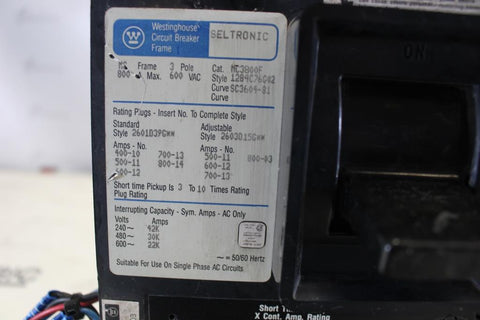 Westinghouse
Circuit Breaker
Frame
SELTRONIC
Frame 3 Pole
Max. 600 VAC
Cat. MC3800F
Style 1284C76G02
Curve SC3609-81
Curve
Rating Plugs - Insert No. To Complete Style
Standard
Style 2601D39G
Adjustable
Style 2603D15G
Amps - No.
400-10 700-13
500-11 800-14
600-12
Amps - No.
500-11 800-03
600-12
700-13
Short time Pickup is 3 To 10 Times Rating
Plug Rating
Interrupting Capacity - Sym. Amps - AC Only
Volts Amps
240~ 42K
480~ 30K
600~ 22K
~ = 50/60 Hertz
Suitable For Use On Single Phase AC Circuits
ON
Short
X Cont. Amp. Rating